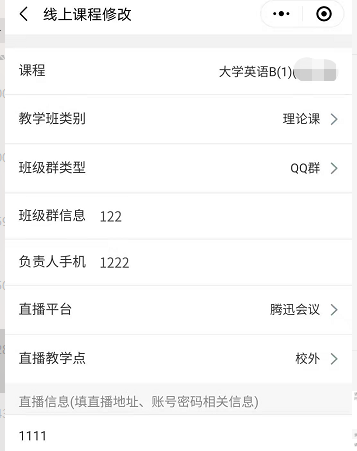 线上课程修改
课程 大学英语B(1)(
教学班类别 理论课
班级群类型 QQ群
班级群信息 122
负责人手机 1222
直播平台 腾迅会议
直播教学点 校外
直播信息(填直播地址、账号密码相关信息)
1111